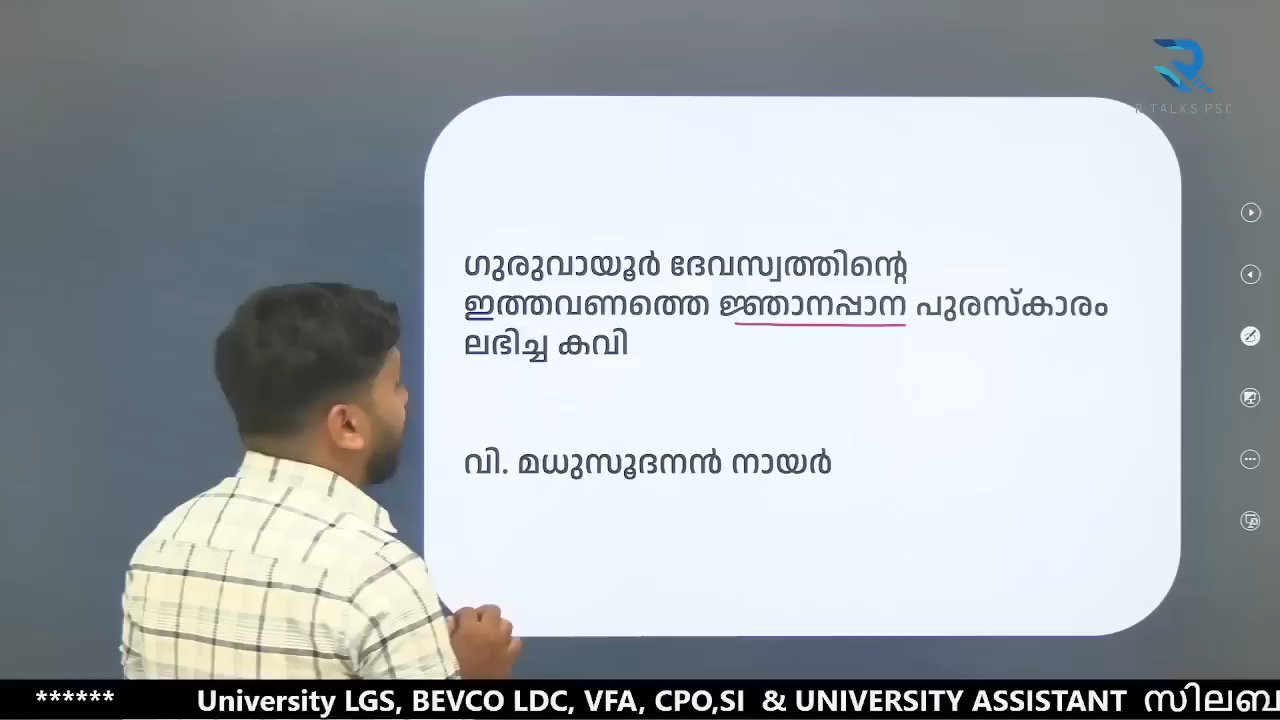 R TALKS PSC
ഗുരുവായൂർ ദേവസ്വത്തിന്റെ
ഇത്തവണത്തെ ജ്ഞാനപ്പാന പുരസ്കാരം
ലഭിച്ച കവി
വി. മധുസൂദനൻ നായർ
****** University LGS, BEVCO LDC, VFA, CPO,SI & UNIVERSITY ASSISTANT സിലബ